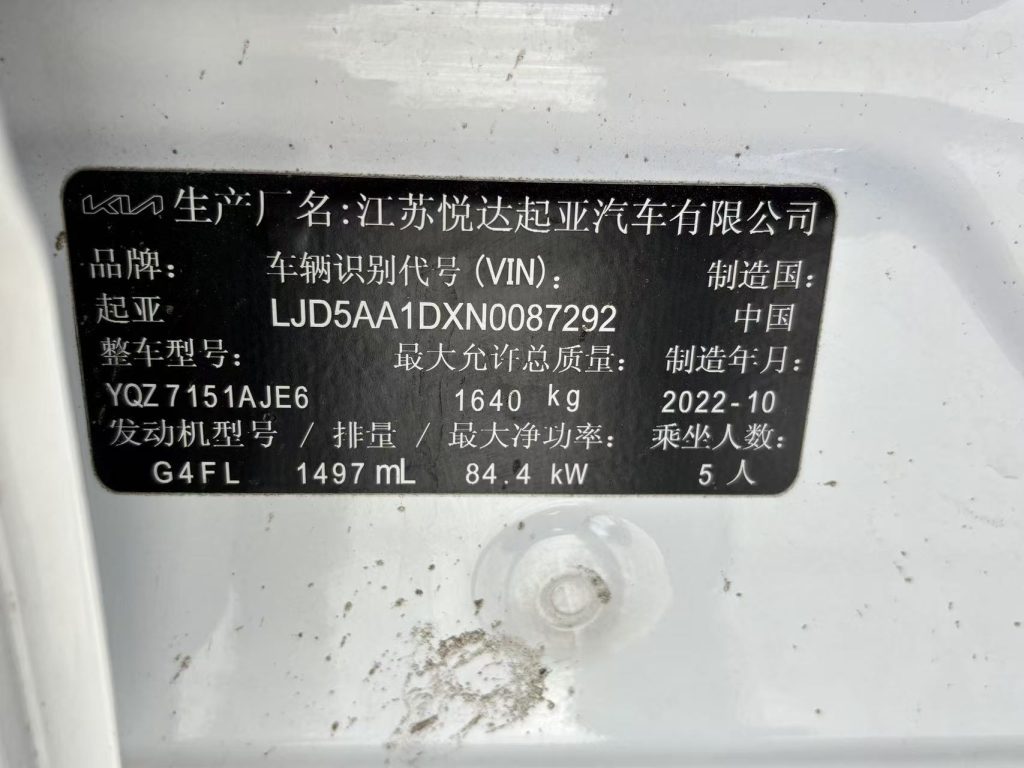 KIA 生产厂名:江苏悦达起亚汽车有限公司
品牌: 车辆识别代号(VIN): 制造国:
起亚 LJD5AA1DXN0087292 中国
整车型号: 最大允许总质量: 制造年月:
YQZ7151AJE6 1640 kg 2022-10
发动机型号 / 排量 / 最大净功率: 乘坐人数:
G4FL 1497 mL 84.4 kW 5 人